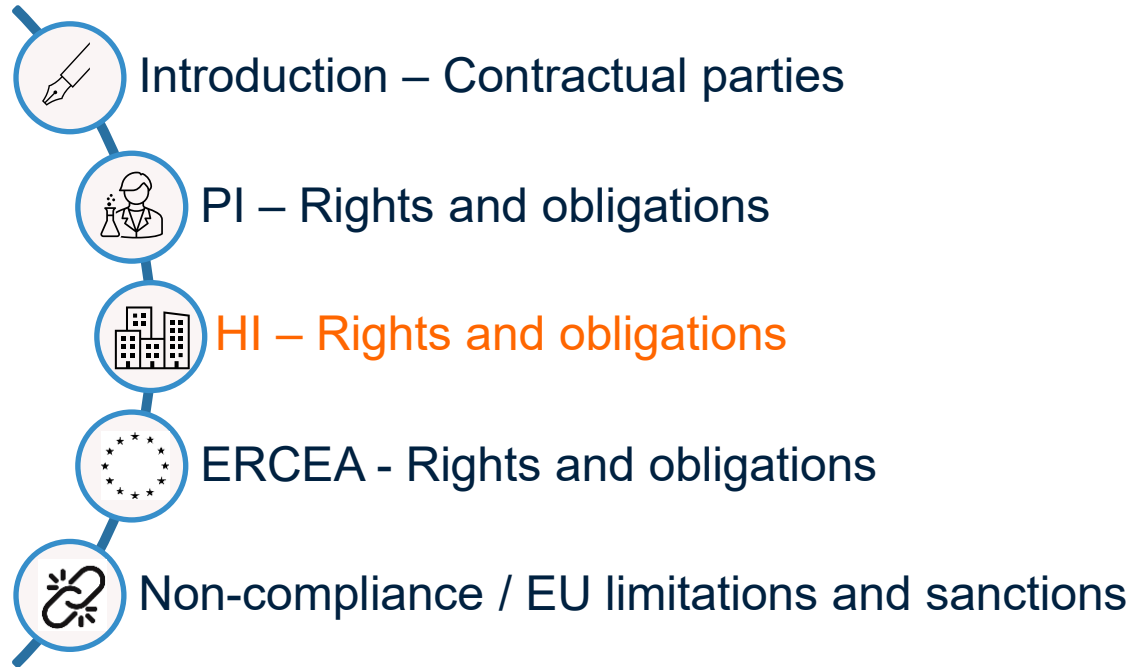 Introduction – Contractual parties
PI – Rights and obligations
HI – Rights and obligations
ERCEA - Rights and obligations
Non-compliance / EU limitations and sanctions